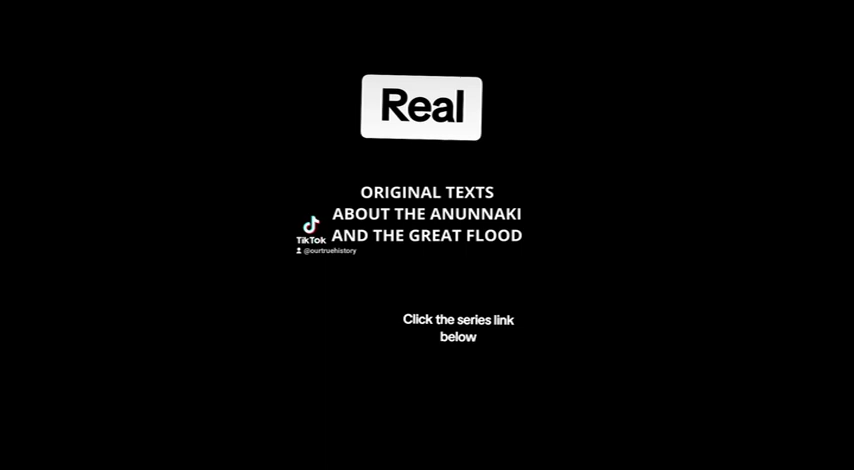 Real
ORIGINAL TEXTS
ABOUT THE ANUNNAKI
AND THE GREAT FLOOD
TikTok
@ourtruehistory
Click the series link
below